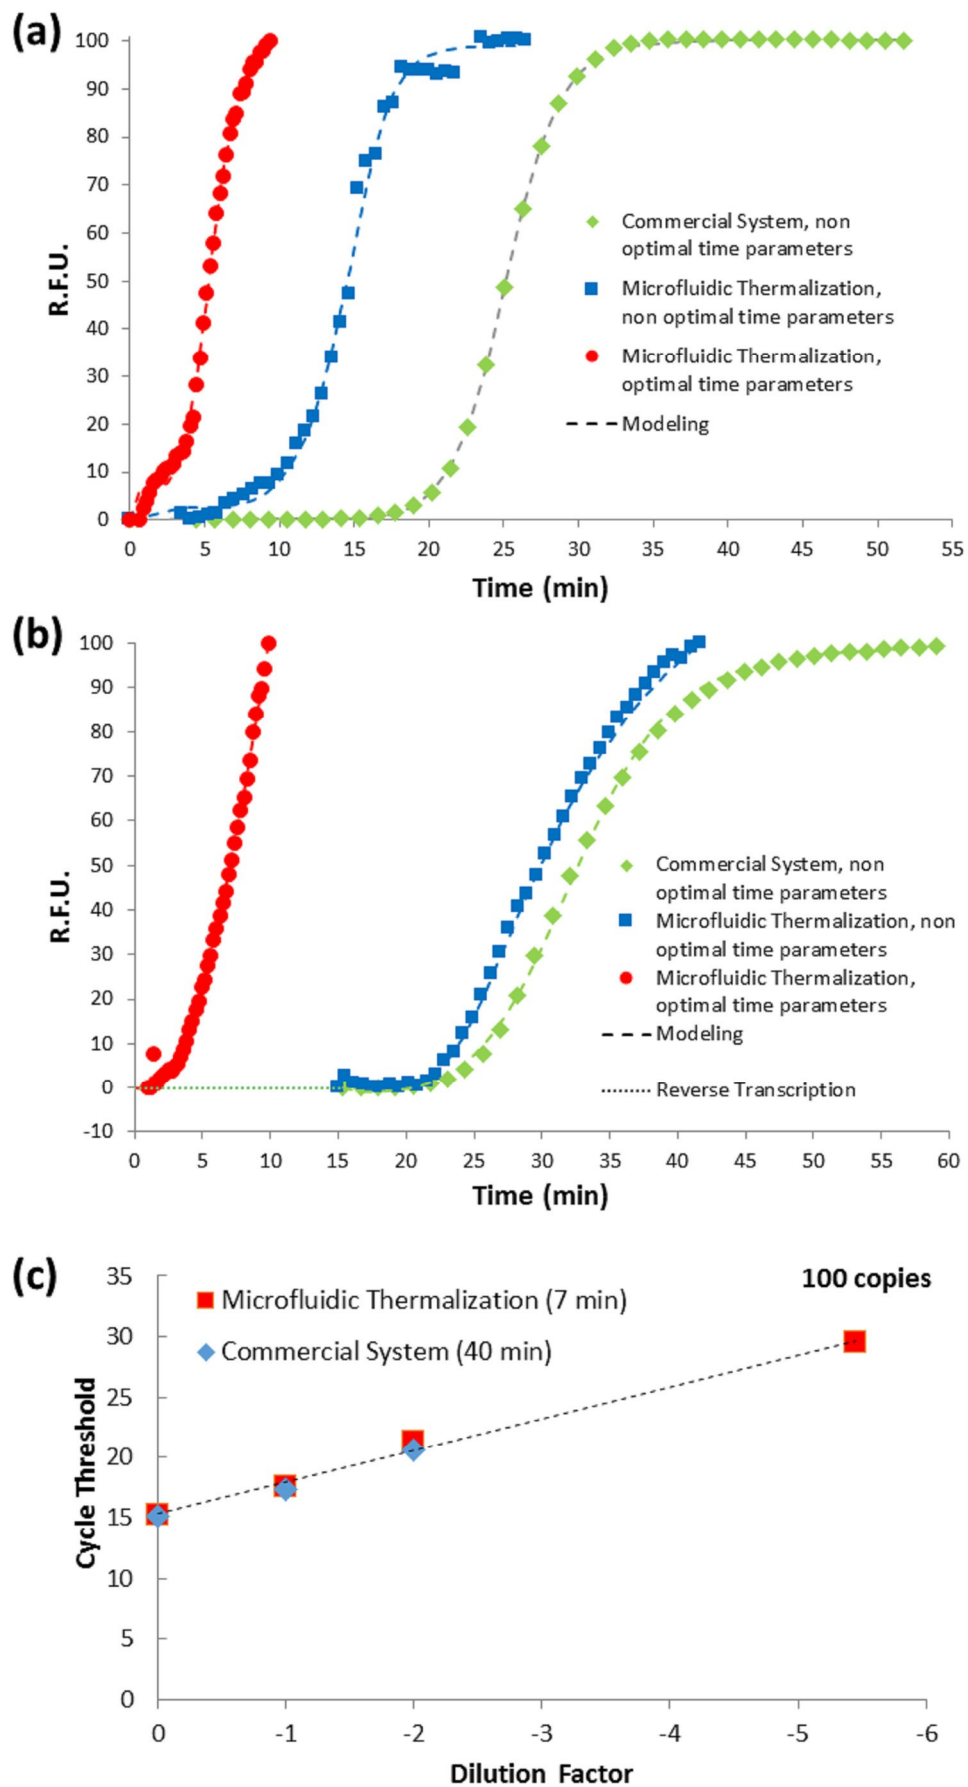 (a)
100
90
80
70
60
50
40
30
20
10
0
R.F.U.
Commercial System, non
optimal time parameters
Microfluidic Thermalization,
non optimal time parameters
Microfluidic Thermalization,
optimal time parameters
Modeling
0 5 10 15 20 25 30 35 40 45 50 55
Time (min)
(b)
100
90
80
70
60
50
40
30
20
10
0
-10
R.F.U.
Commercial System, non
optimal time parameters
Microfluidic Thermalization, non
optimal time parameters
Microfluidic Thermalization,
optimal time parameters
Modeling
Reverse Transcription
0 5 10 15 20 25 30 35 40 45 50 55 60
Time (min)
(c)
35
30
25
20
15
10
5
0
Cycle Threshold
100 copies
Microfluidic Thermalization (7 min)
Commercial System (40 min)
0 -1 -2 -3 -4 -5 -6
Dilution Factor